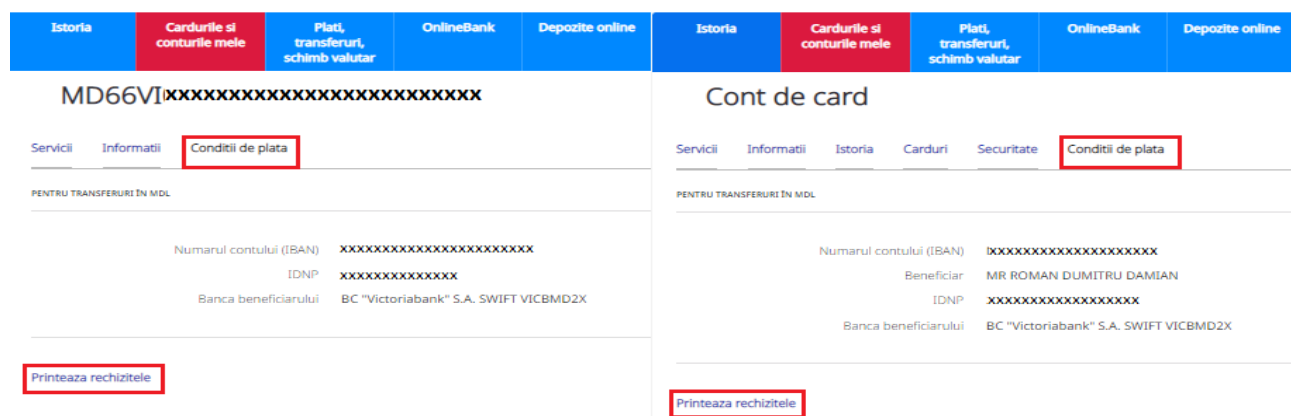 Istoria
Cardurile si conturile mele
Plati, transferuri, schimb valutar
OnlineBank
Depozite online
MD66VIXXXXXXXXXXXXXXXXXXXXXXXXX
Servicii
Informatii
Conditii de plata
PENTRU TRANSFERURI ÎN MDL
Numarul contului (IBAN) XXXXXXXXXXXXXXXXXXXXXXX
IDNP XXXXXXXXXXXXXX
Banca beneficiarului BC "Victoriabank" S.A. SWIFT VICBMD2X
Printeaza rechizitele
Istoria
Cardurile si conturile mele
Plati, transferuri, schimb valutar
OnlineBank
Depozite online
Cont de card
Servicii
Informatii
Istoria
Carduri
Securitate
Conditii de plata
PENTRU TRANSFERURI ÎN MDL
Numarul contului (IBAN) XXXXXXXXXXXXXXXXXXXX
Beneficiar MR ROMAN DUMITRU DAMIAN
IDNP XXXXXXXXXXXXXXXXXX
Banca beneficiarului BC "Victoriabank" S.A. SWIFT VICBMD2X
Printeaza rechizitele